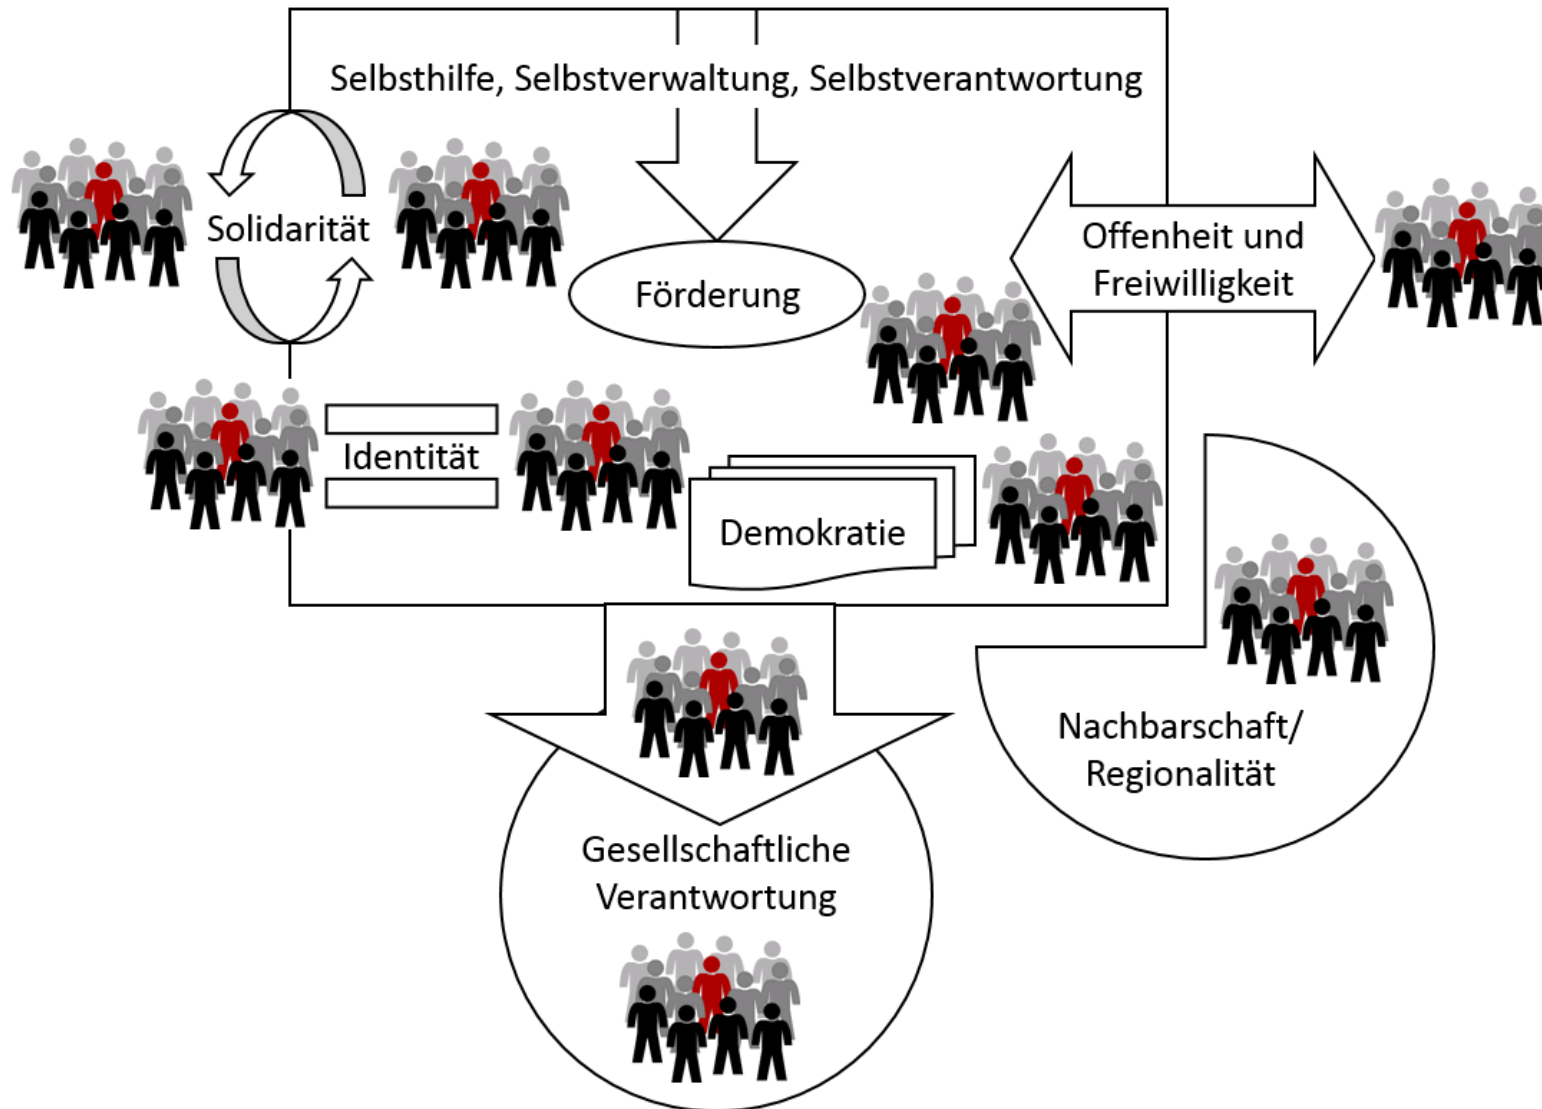 Selbsthilfe, Selbstverwaltung, Selbstverantwortung
Solidarität
Offenheit und
Freiwilligkeit
Förderung
Identität
Demokratie
Nachbarschaft/
Regionalität
Gesellschaftliche
Verantwortung